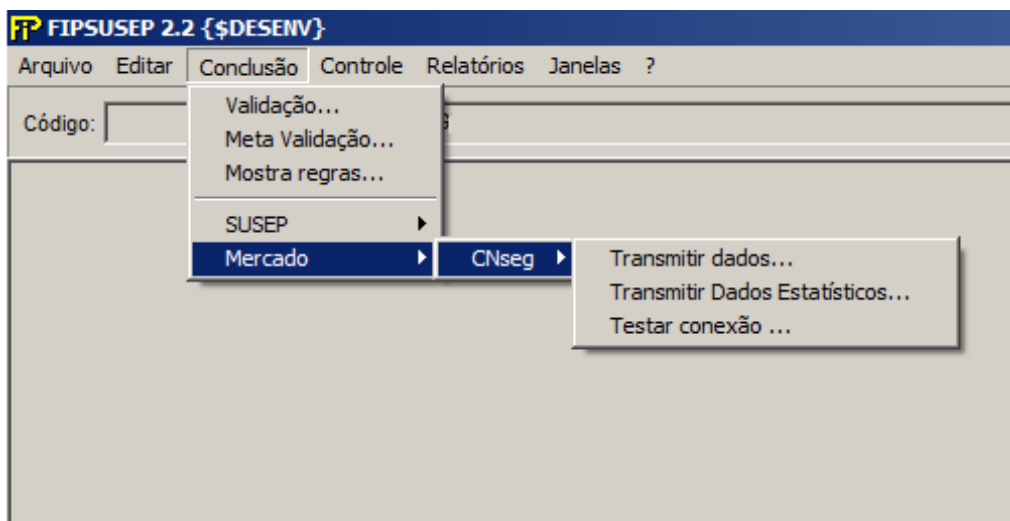 FIPSUSEP 2.2 {$DESENV}
Arquivo Editar Conclusão Controle Relatórios Janelas ?
Código:
Validação...
Meta Validação...
Mostra regras...
SUSEP
Mercado
CNseg
Transmitir dados...
Transmitir Dados Estatísticos...
Testar conexão ...